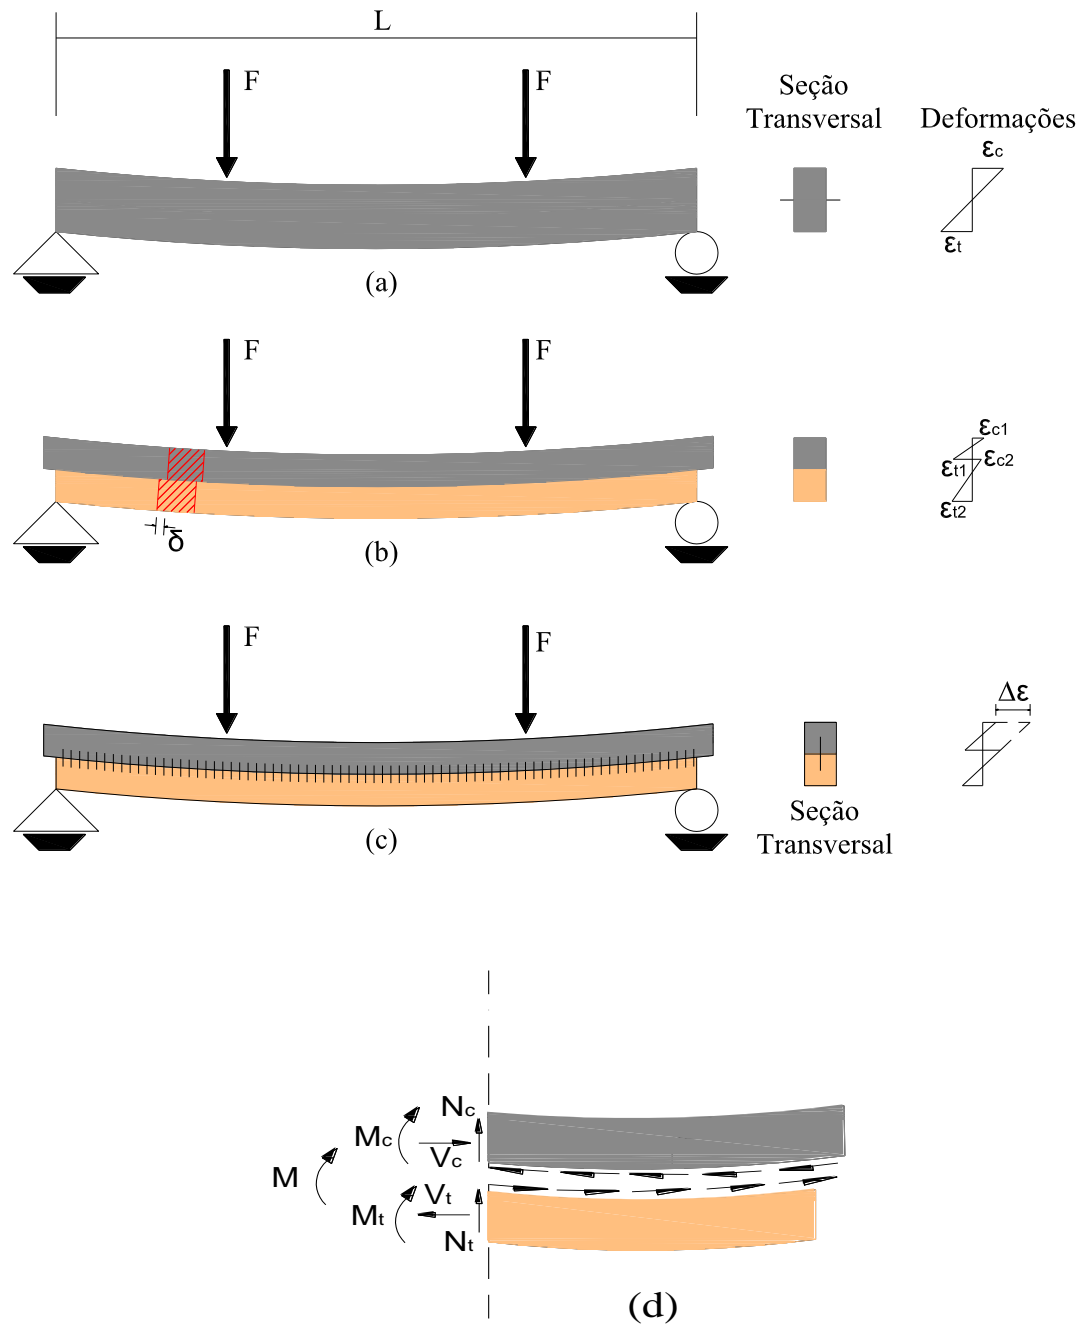 L
F
F
Seção
Transversal
Deformações
εc
εt
(a)
F
F
εc1
εt1
εc2
εt2
δ
(b)
F
F
Δε
Seção
Transversal
(c)
Nc
Mc
Vc
M
Vt
Mt
Nt
(d)